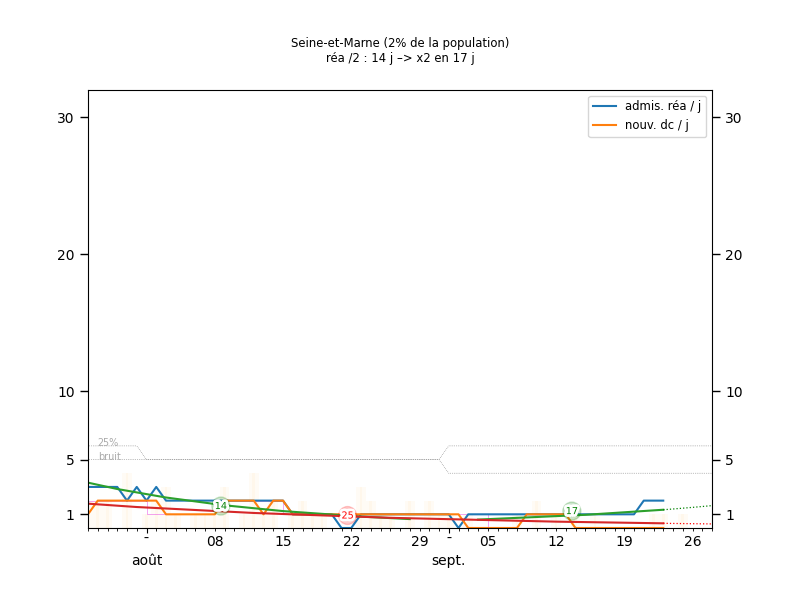 Seine-et-Marne (2% de la population)
réa /2 : 14 j –> x2 en 17 j
admis. réa / j
nouv. dc / j
30 30
20 20
10 10
25%
bruit
5 5
14 25 17
1 1
- 08 15 22 29 - 05 12 19 26
août sept.